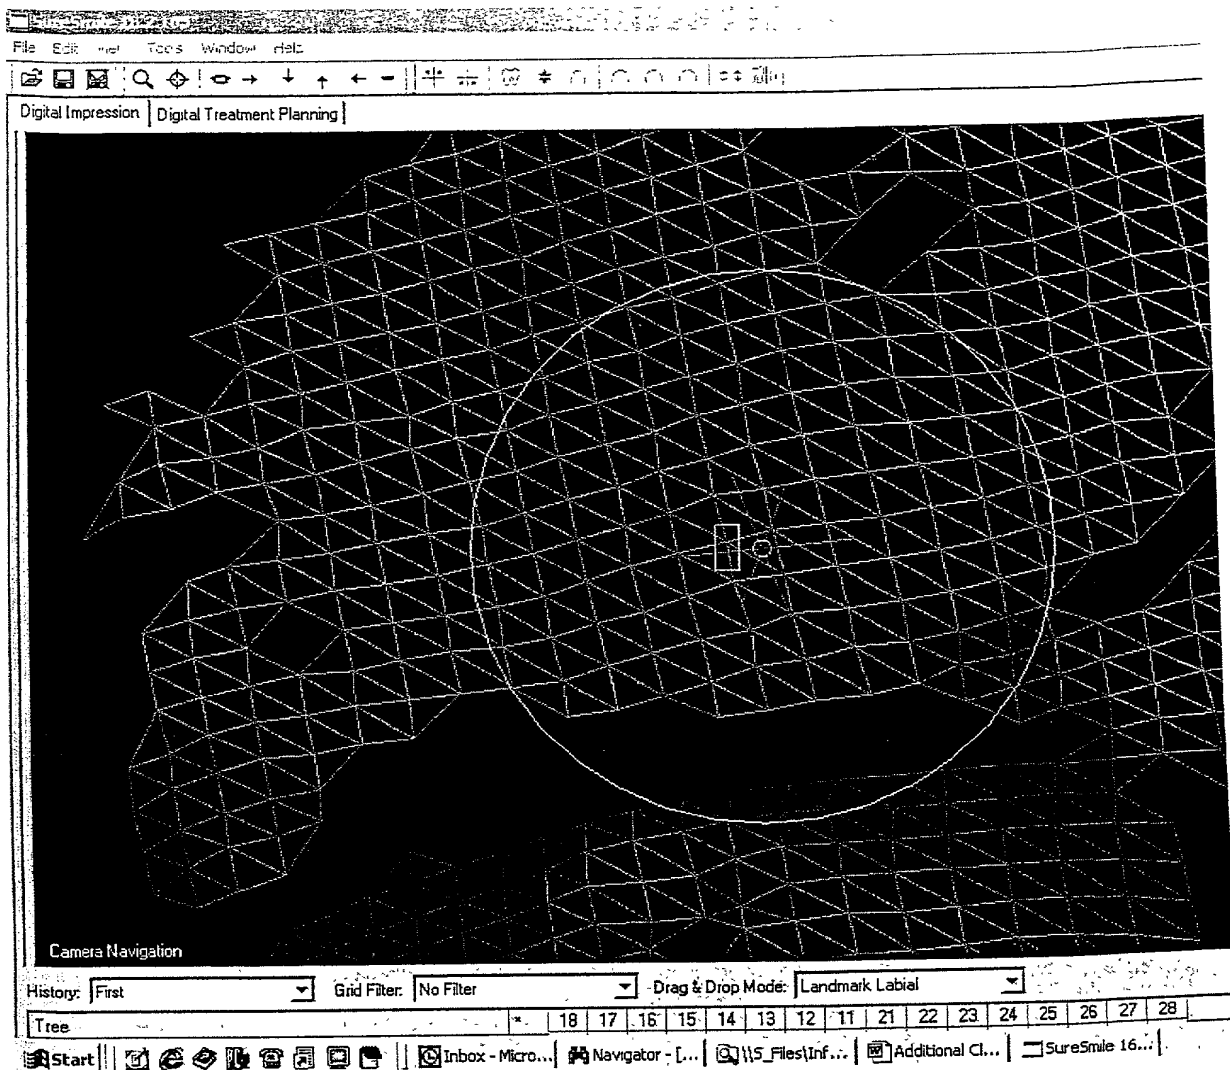 File Edit Tools Window Help
Digital Impression Digital Treatment Planning
Camera Navigation
History: First Grid Filter: No Filter Drag & Drop Mode: Landmark Labial
Tree * 18 17 16 15 14 13 12 11 21 22 23 24 25 26 27 28
Start Inbox - Micro... Navigator - [... \\S_Files\Inf... Additional Cl... SureSmile 16...